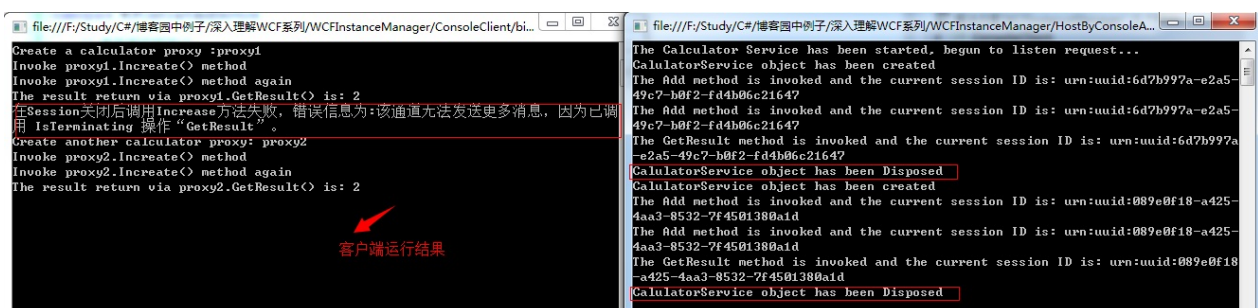 file:///F:/Study/C#/博客园中例子/深入理解WCF系列/WCFInstanceManager/ConsoleClient/bi...
Create a calculator proxy :proxy1
Invoke proxy1.Increate() method
Invoke proxy1.Increate() method again
The result return via proxy1.GetResult() is: 2
在Session关闭后调用Increase方法失败，错误信息为:该通道无法发送更多消息，因为已调
用 IsTerminating 操作“GetResult”。
Create another calculator proxy: proxy2
Invoke proxy2.Increate() method
Invoke proxy2.Increate() method again
The result return via proxy2.GetResult() is: 2
客户端运行结果
file:///F:/Study/C#/博客园中例子/深入理解WCF系列/WCFInstanceManager/HostByConsoleA...
The Calculator Service has been started, begun to listen request...
CalulatorService object has been created
The Add method is invoked and the current session ID is: urn:uuid:6d7b997a-e2a5-
49c7-b0f2-fd4b06c21647
The Add method is invoked and the current session ID is: urn:uuid:6d7b997a-e2a5-
49c7-b0f2-fd4b06c21647
The GetResult method is invoked and the current session ID is: urn:uuid:6d7b997a
-e2a5-49c7-b0f2-fd4b06c21647
CalulatorService object has been Disposed
CalulatorService object has been created
The Add method is invoked and the current session ID is: urn:uuid:089e0f18-a425-
4aa3-8532-7f4501380a1d
The Add method is invoked and the current session ID is: urn:uuid:089e0f18-a425-
4aa3-8532-7f4501380a1d
The GetResult method is invoked and the current session ID is: urn:uuid:089e0f18
-a425-4aa3-8532-7f4501380a1d
CalulatorService object has been Disposed